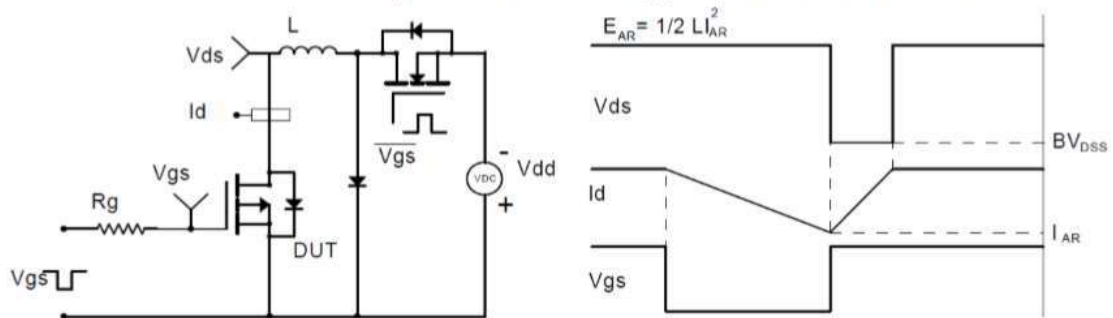 L
Vds
Id
Vgs
Vgs
Rg
Vgs
DUT
VDC
-
+
Vdd
E_AR = 1/2 LI_AR^2
Vds
BV_DSS
Id
I_AR
Vgs